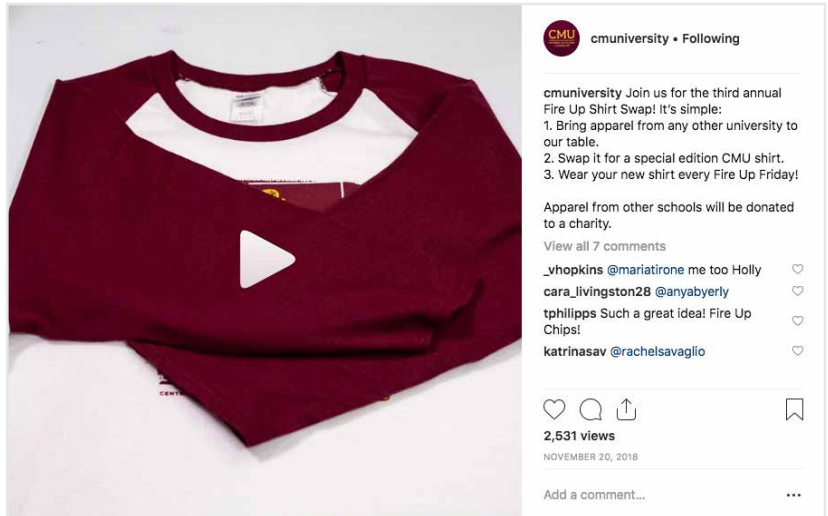 CMU
cmuniversity • Following
cmuniversity Join us for the third annual
Fire Up Shirt Swap! It's simple:
1. Bring apparel from any other university to
our table.
2. Swap it for a special edition CMU shirt.
3. Wear your new shirt every Fire Up Friday!
Apparel from other schools will be donated
to a charity.
View all 7 comments
_vhopkins @mariatirone me too Holly
cara_livingston28 @anyabyerly
tphilipps Such a great idea! Fire Up
Chips!
katrinasav @rachelsavaglio
2,531 views
NOVEMBER 20, 2018
Add a comment...